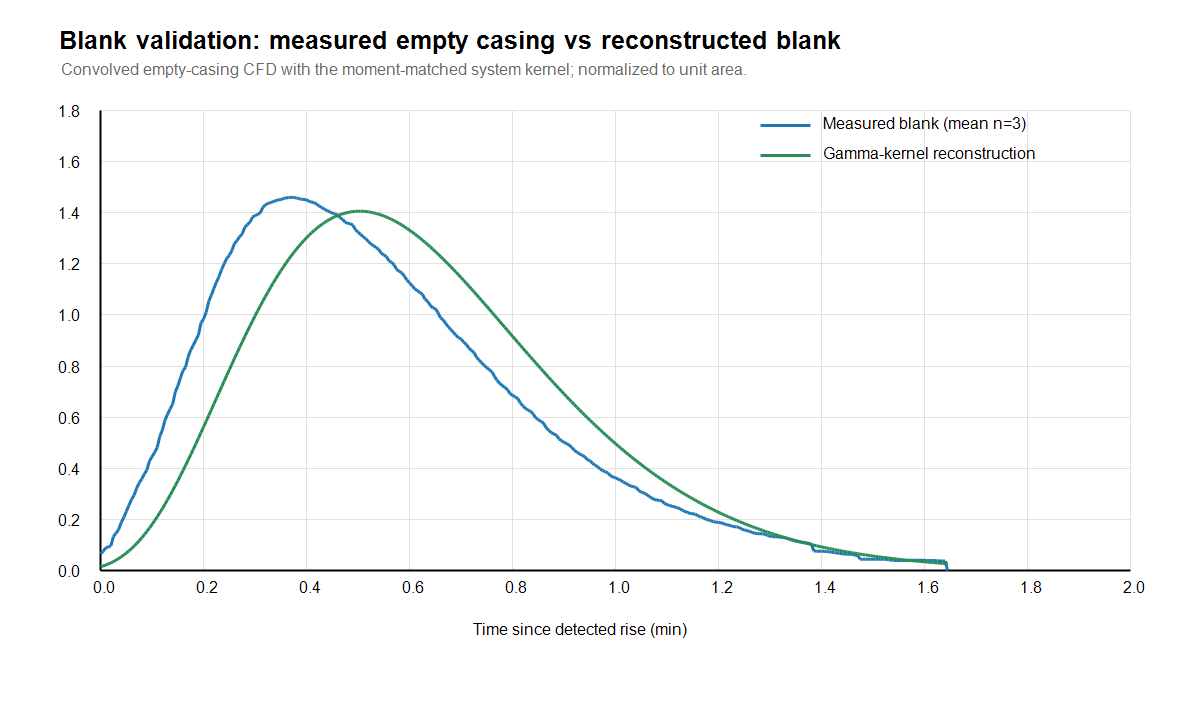 Blank validation: measured empty casing vs reconstructed blank
Convolved empty-casing CFD with the moment-matched system kernel; normalized to unit area.
Measured blank (mean n=3)
Gamma-kernel reconstruction
1.8
1.6
1.4
1.2
1.0
0.8
0.6
0.4
0.2
0.0
0.0 0.2 0.4 0.6 0.8 1.0 1.2 1.4 1.6 1.8 2.0
Time since detected rise (min)